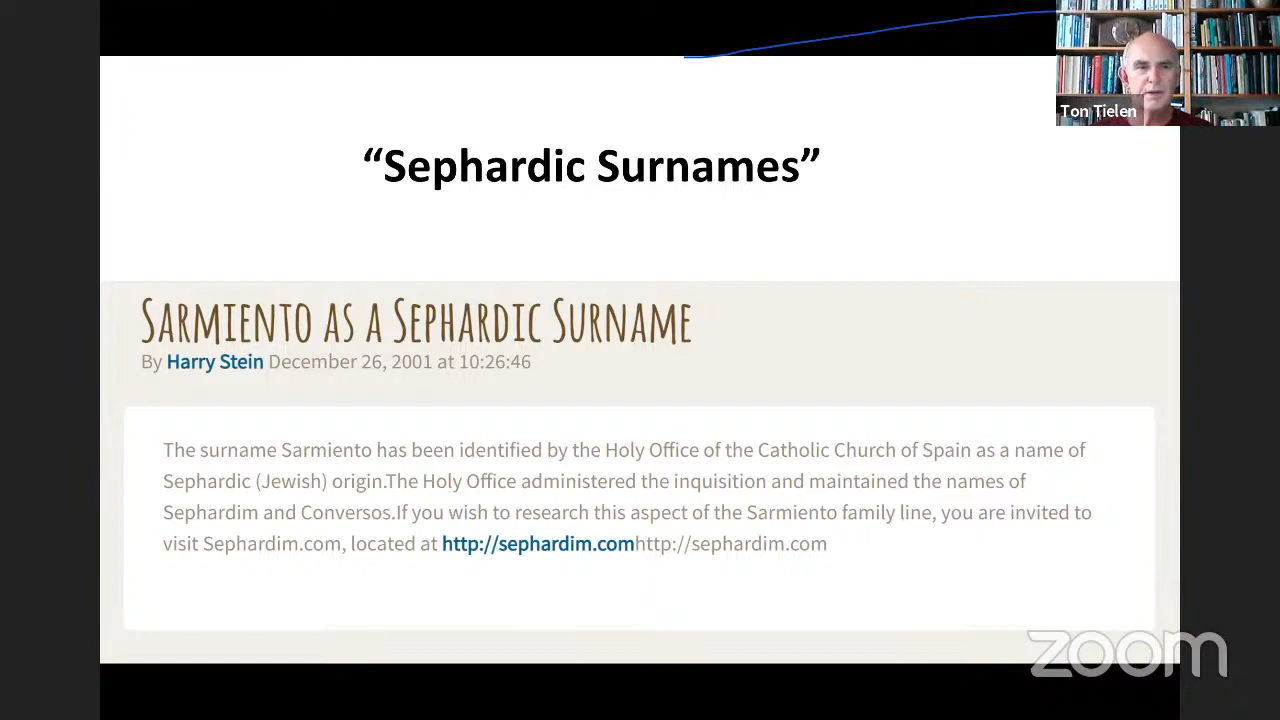 Ton Tielen
“Sephardic Surnames”
Sarmiento as a Sephardic Surname
By Harry Stein December 26, 2001 at 10:26:46
The surname Sarmiento has been identified by the Holy Office of the Catholic Church of Spain as a name of
Sephardic (Jewish) origin.The Holy Office administered the inquisition and maintained the names of
Sephardim and Conversos.If you wish to research this aspect of the Sarmiento family line, you are invited to
visit Sephardim.com, located at http://sephardim.comhttp://sephardim.com
zoom